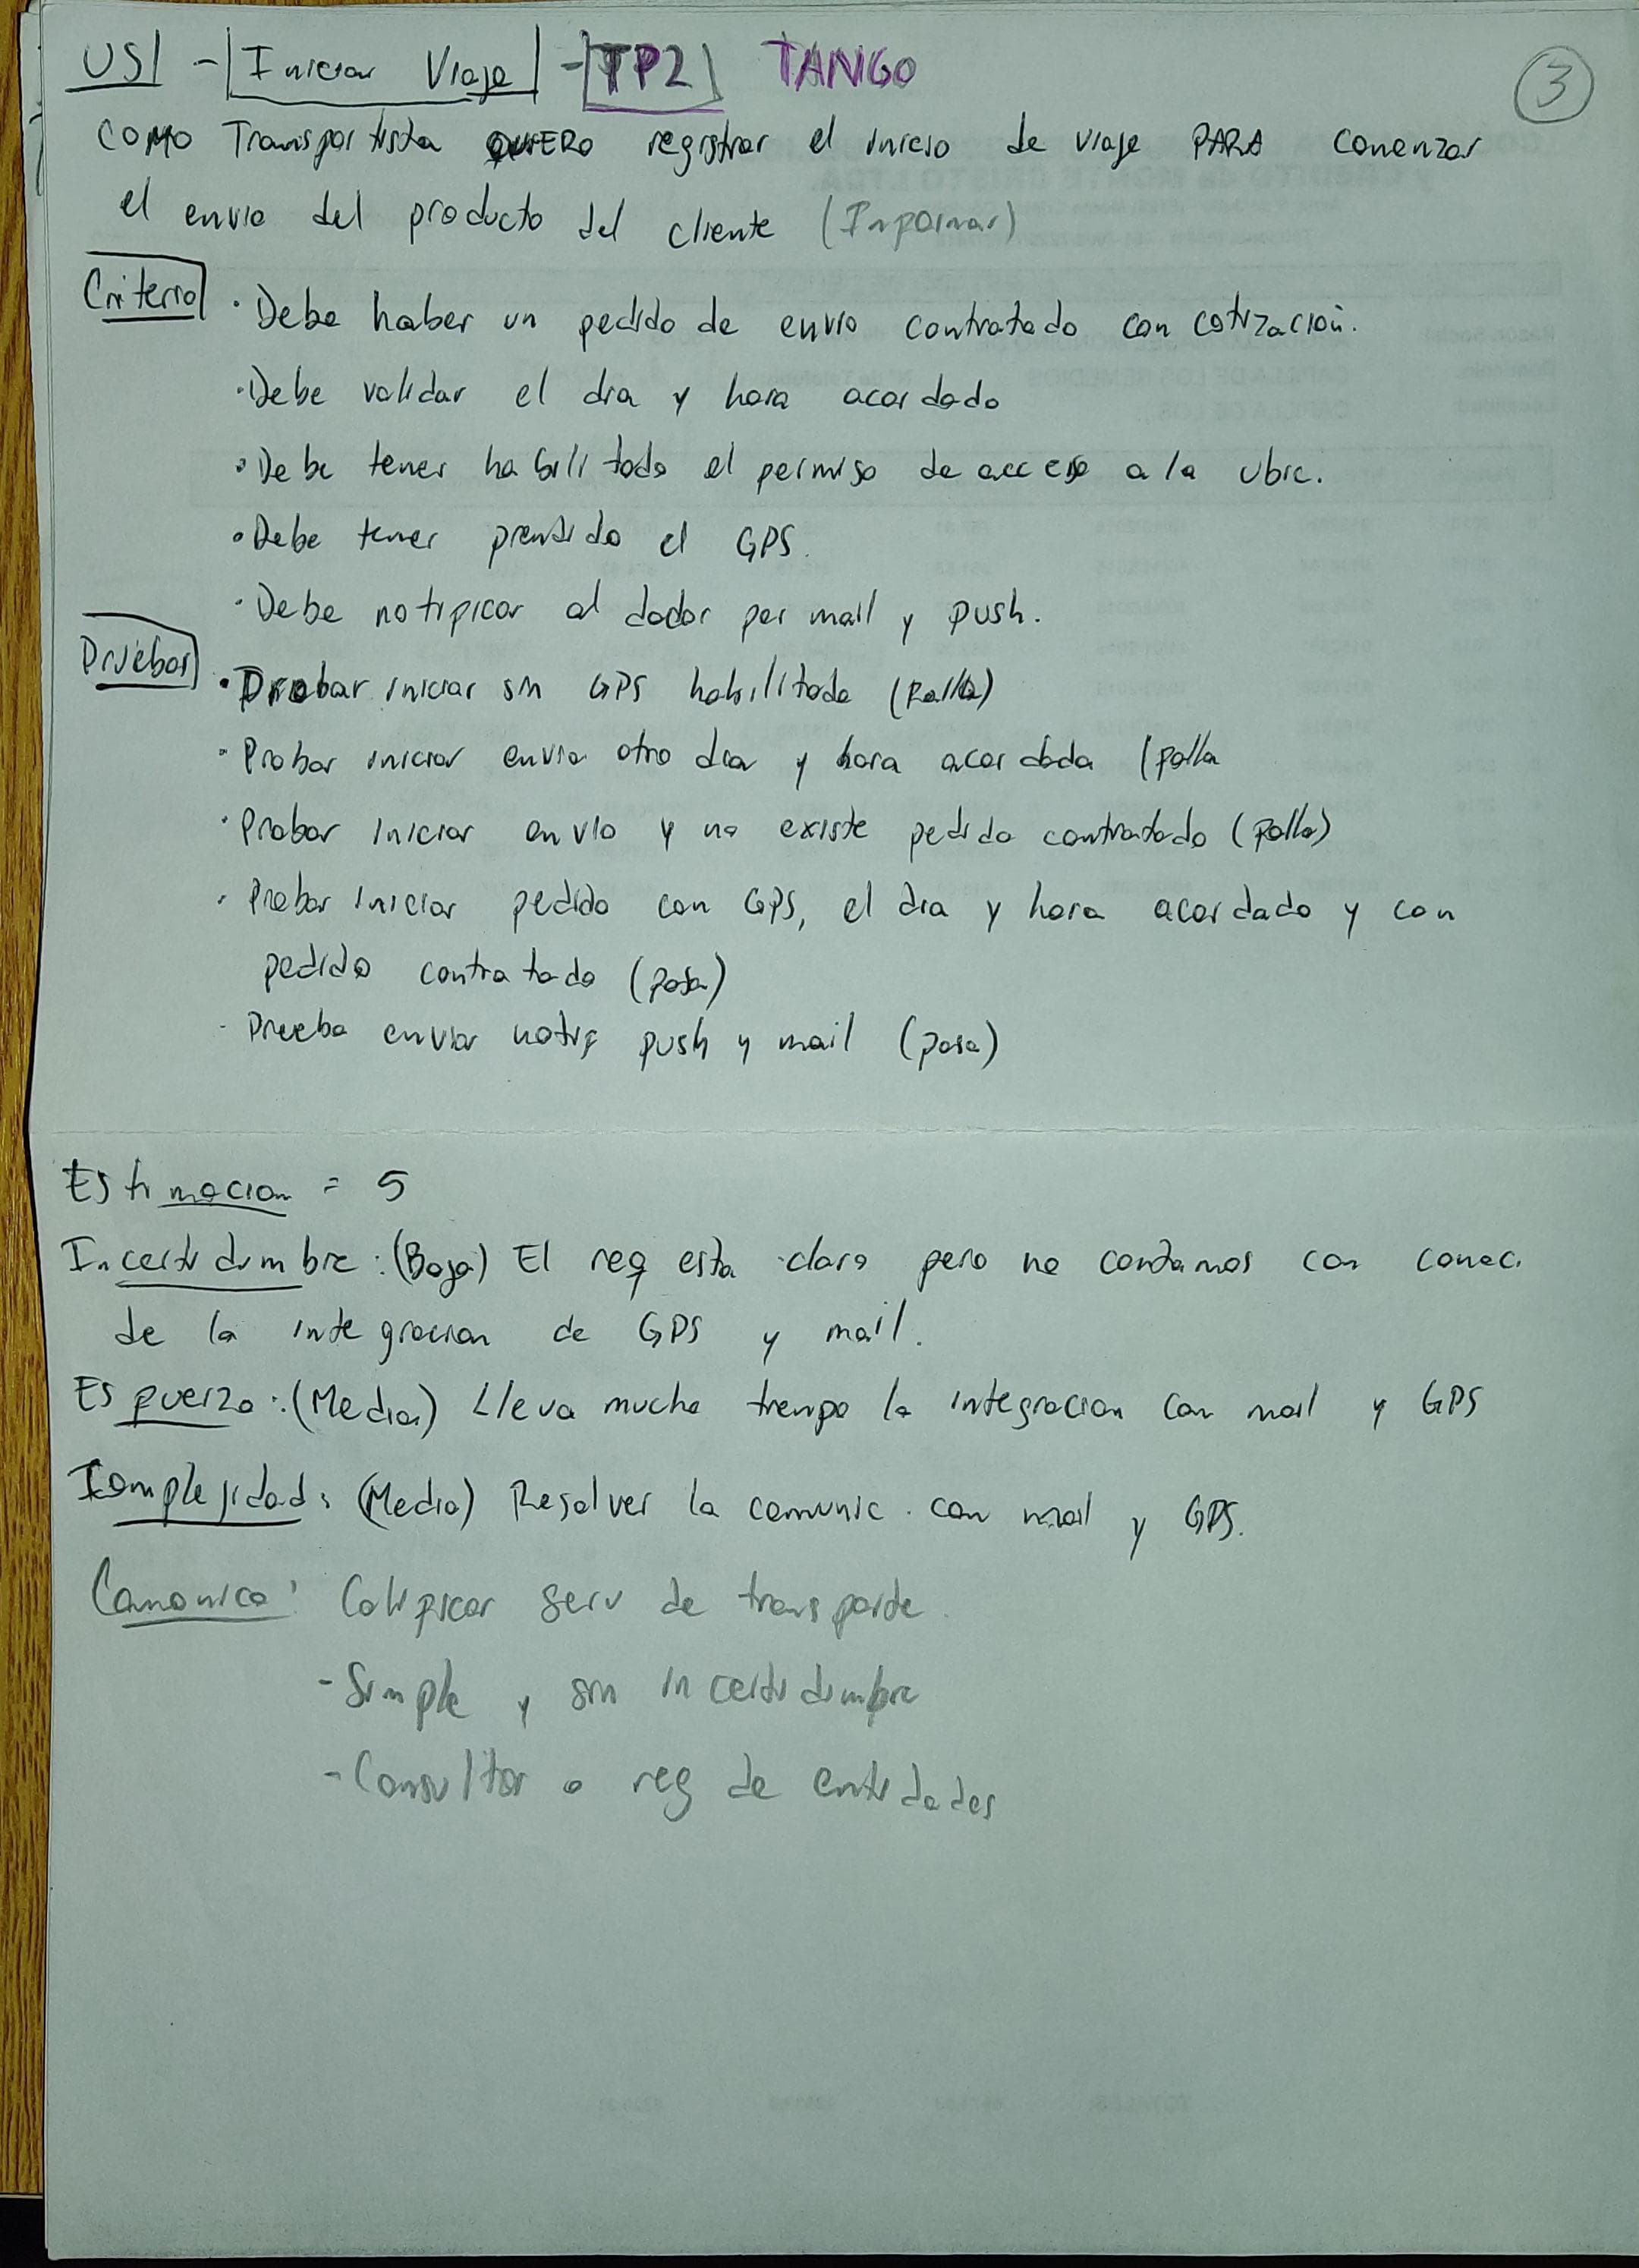 US1 - Iniciar Viaje - TP2 TANGO
3
COMO Transportista QUIERO registrar el inicio de viaje PARA comenzar
el envio del producto del cliente (Informar)
Criterio
• Debe haber un pedido de envio contratado con cotización.
• Debe validar el dia y hora acordado
• Debe tener habilitado el permiso de acceso a la ubic.
• Debe tener prendido el GPS.
• Debe notificar al dador por mail y push.
Pruebas
• Probar iniciar sin GPS habilitado (Falla)
• Probar iniciar envio otro dia y hora acordada (falla
• Probar iniciar envio y no existe pedido contratado (falla)
• Probar iniciar pedido con GPS, el dia y hora acordado y con
pedido contratado (pasa)
- Prueba enviar notif push y mail (pasa)
Estimacion = 5
Incertidumbre: (Baja) El req esta claro pero no contamos con conoc.
de la integracion de GPS y mail.
Esfuerzo: (Media) Lleva mucho tiempo la integracion con mail y GPS
Complejidad: (Media) Resolver la comunic. con mail y GPS.
Canonica: Calificar serv de transporte.
- Simple y sin incertidumbre
- Consultar o reg de entidades